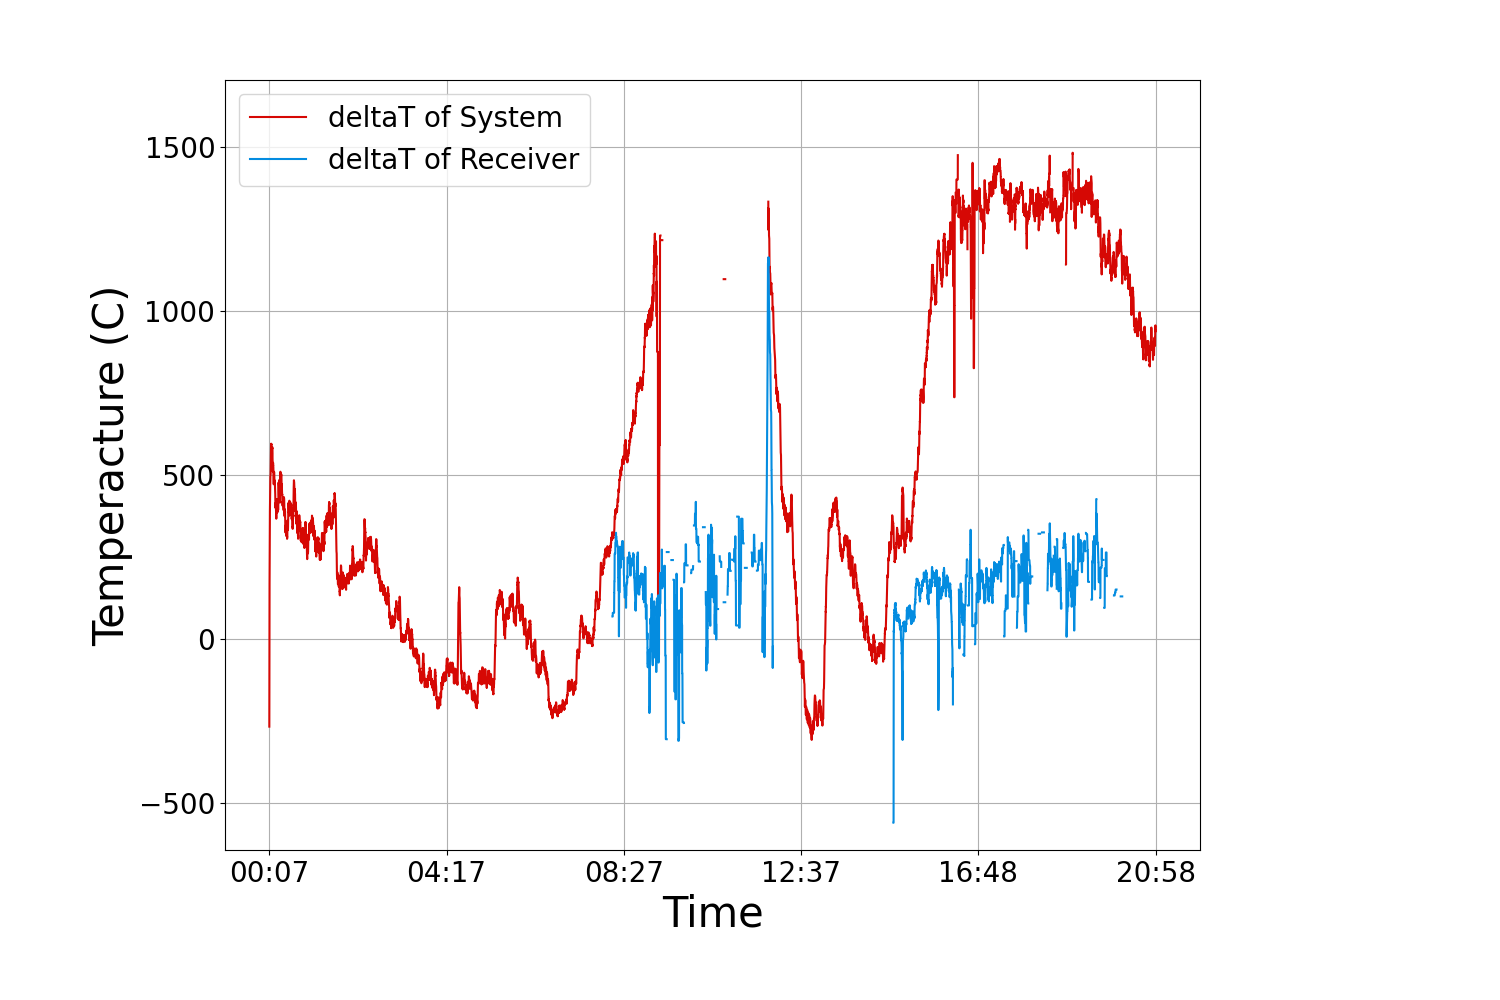 deltaT of System
deltaT of Receiver
1500
1000
500
0
−500
Temperacture (C)
00:07 04:17 08:27 12:37 16:48 20:58
Time